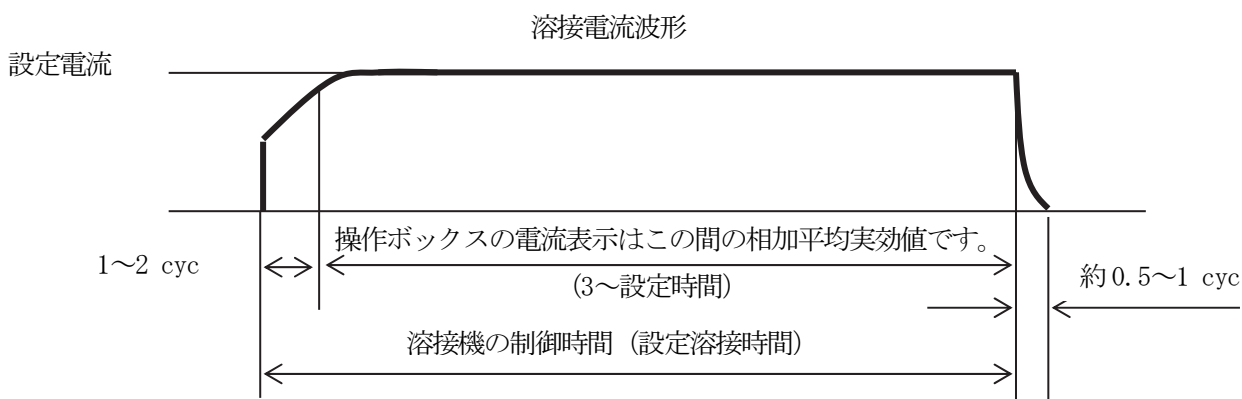 溶接電流波形
設定電流
操作ボックスの電流表示はこの間の相加平均実効値です。
1～2 cyc
(3～設定時間)
約0.5～1 cyc
溶接機の制御時間（設定溶接時間）